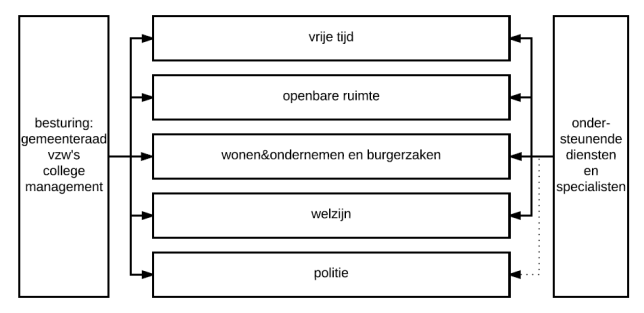 besturing:
gemeenteraad
vzw's
college
management
vrije tijd
openbare ruimte
wonen&ondernemen en burgerzaken
welzijn
politie
onder-
steunende
diensten
en
specialisten